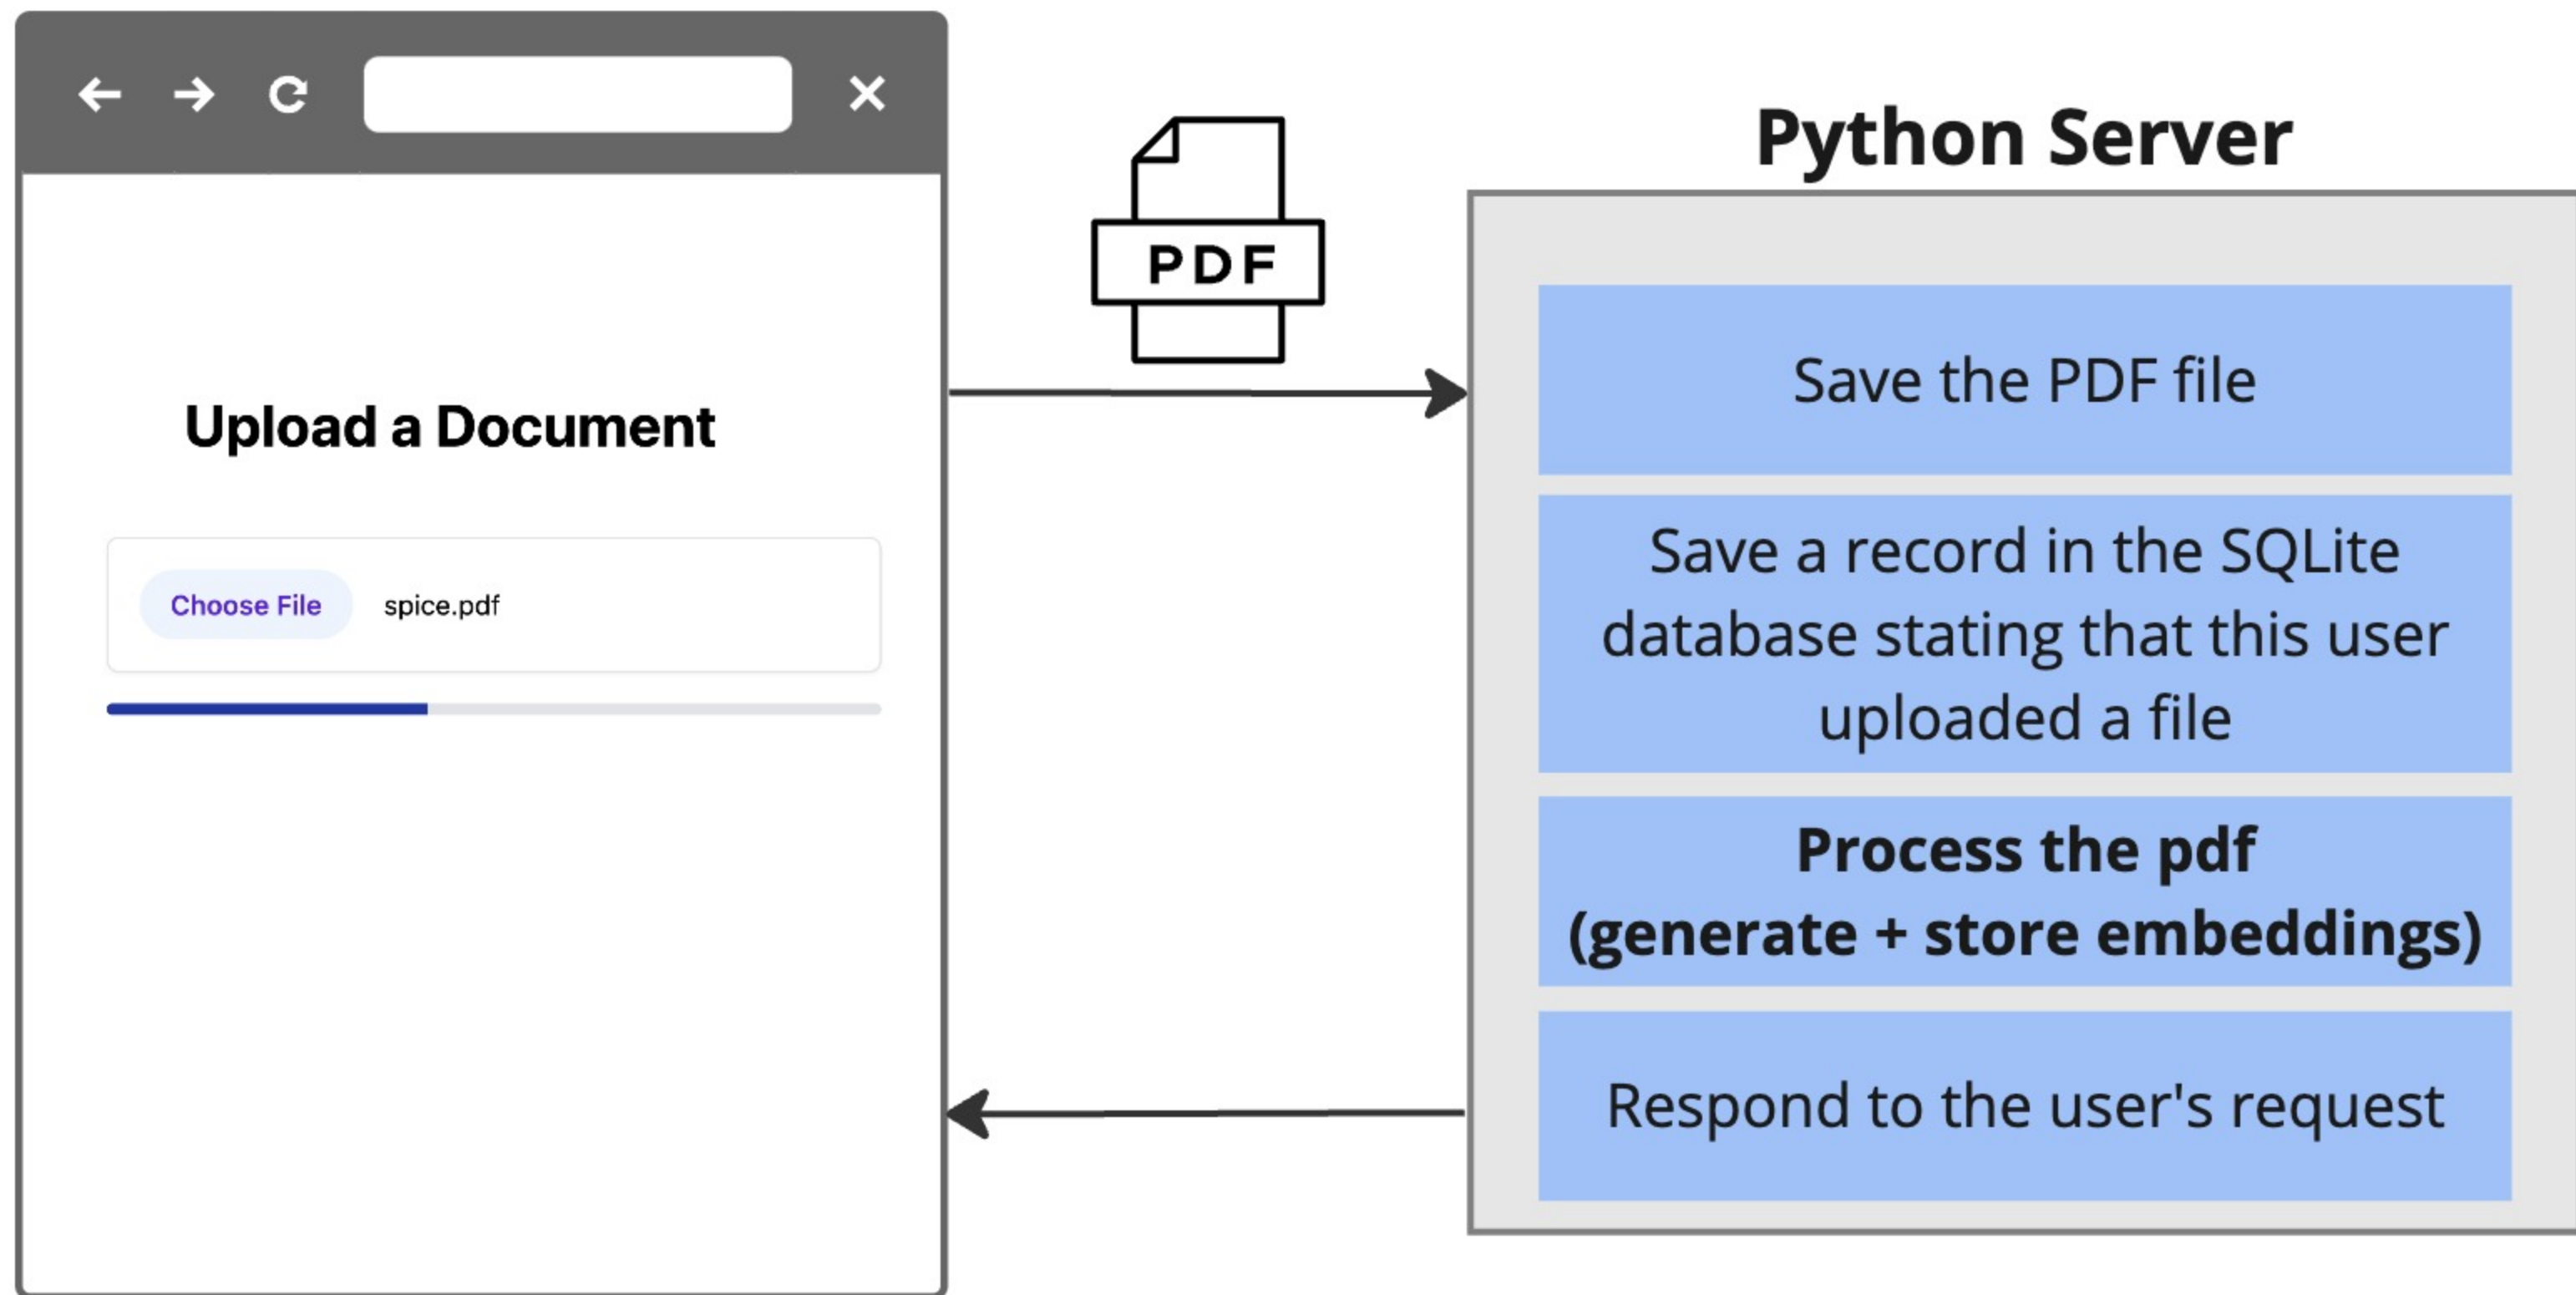 Upload a Document
Choose File spice.pdf
PDF
Python Server
Save the PDF file
Save a record in the SQLite
database stating that this user
uploaded a file
Process the pdf
(generate + store embeddings)
Respond to the user's request